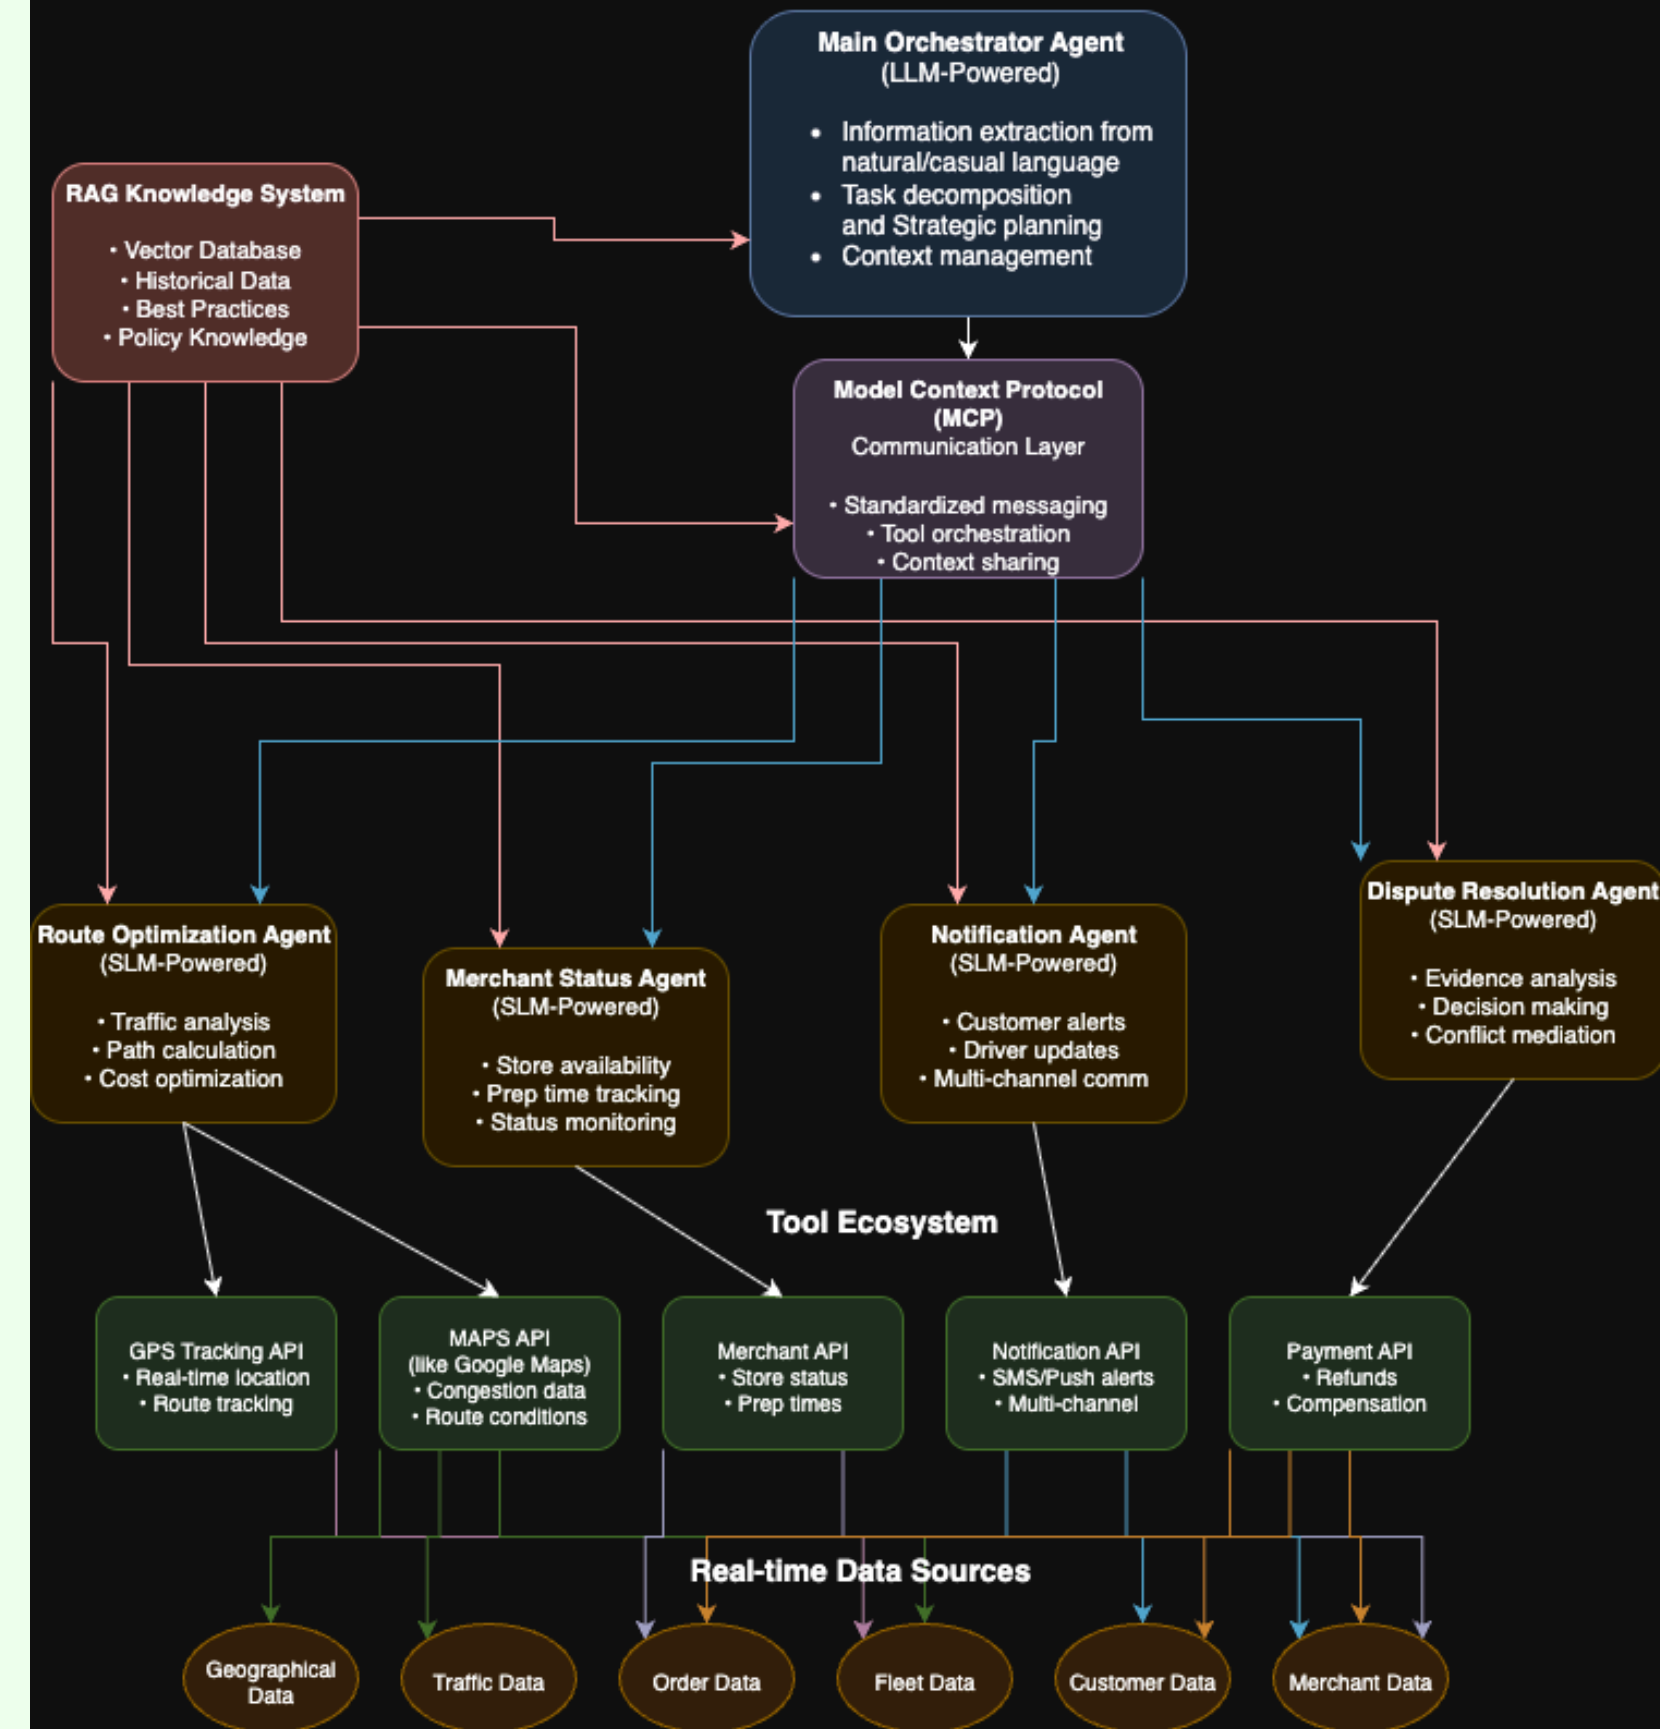 Main Orchestrator Agent
(LLM-Powered)
• Information extraction from
natural/casual language
• Task decomposition
and Strategic planning
• Context management
RAG Knowledge System
• Vector Database
• Historical Data
• Best Practices
• Policy Knowledge
Model Context Protocol
(MCP)
Communication Layer
• Standardized messaging
• Tool orchestration
• Context sharing
Route Optimization Agent
(SLM-Powered)
• Traffic analysis
• Path calculation
• Cost optimization
Merchant Status Agent
(SLM-Powered)
• Store availability
• Prep time tracking
• Status monitoring
Notification Agent
(SLM-Powered)
• Customer alerts
• Driver updates
• Multi-channel comm
Dispute Resolution Agent
(SLM-Powered)
• Evidence analysis
• Decision making
• Conflict mediation
Tool Ecosystem
GPS Tracking API
• Real-time location
• Route tracking
MAPS API
(like Google Maps)
• Congestion data
• Route conditions
Merchant API
• Store status
• Prep times
Notification API
• SMS/Push alerts
• Multi-channel
Payment API
• Refunds
• Compensation
Real-time Data Sources
Geographical
Data
Traffic Data
Order Data
Fleet Data
Customer Data
Merchant Data